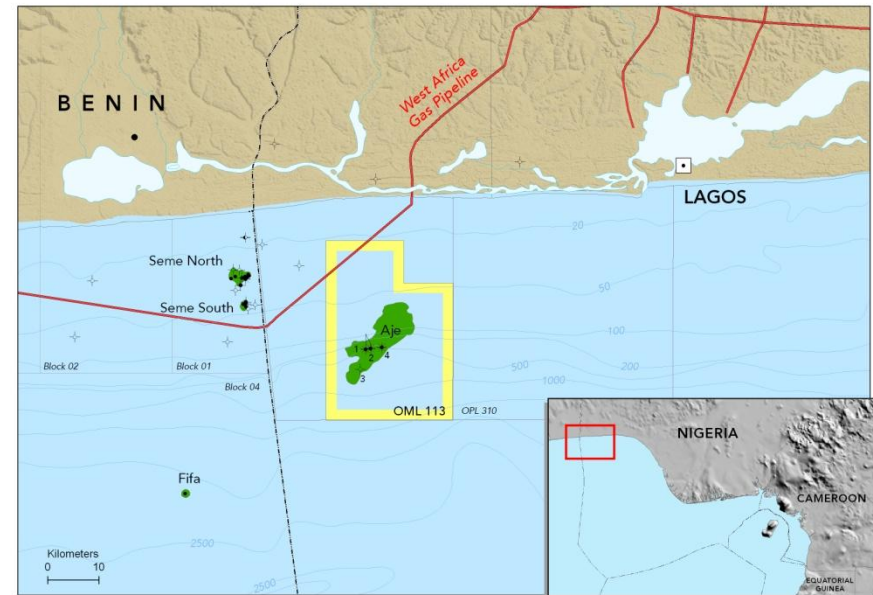 BENIN
West Africa
Gas Pipeline
LAGOS
20
Seme North
50
Seme South
Aje
100
1
2
4
3
500
1000
200
Block 02
Block 01
Block 04
OML 113
OPL 310
Fifa
2500
2500
Kilometers
0
10
NIGERIA
CAMEROON
EQUATORIAL
GUINEA